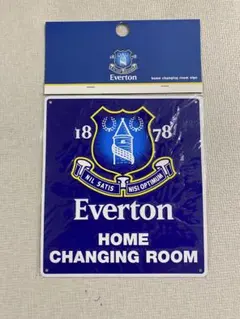 Everton
home changing room sign
18 78
NIL SATIS NISI OPTIMUM
Everton
HOME
CHANGING ROOM